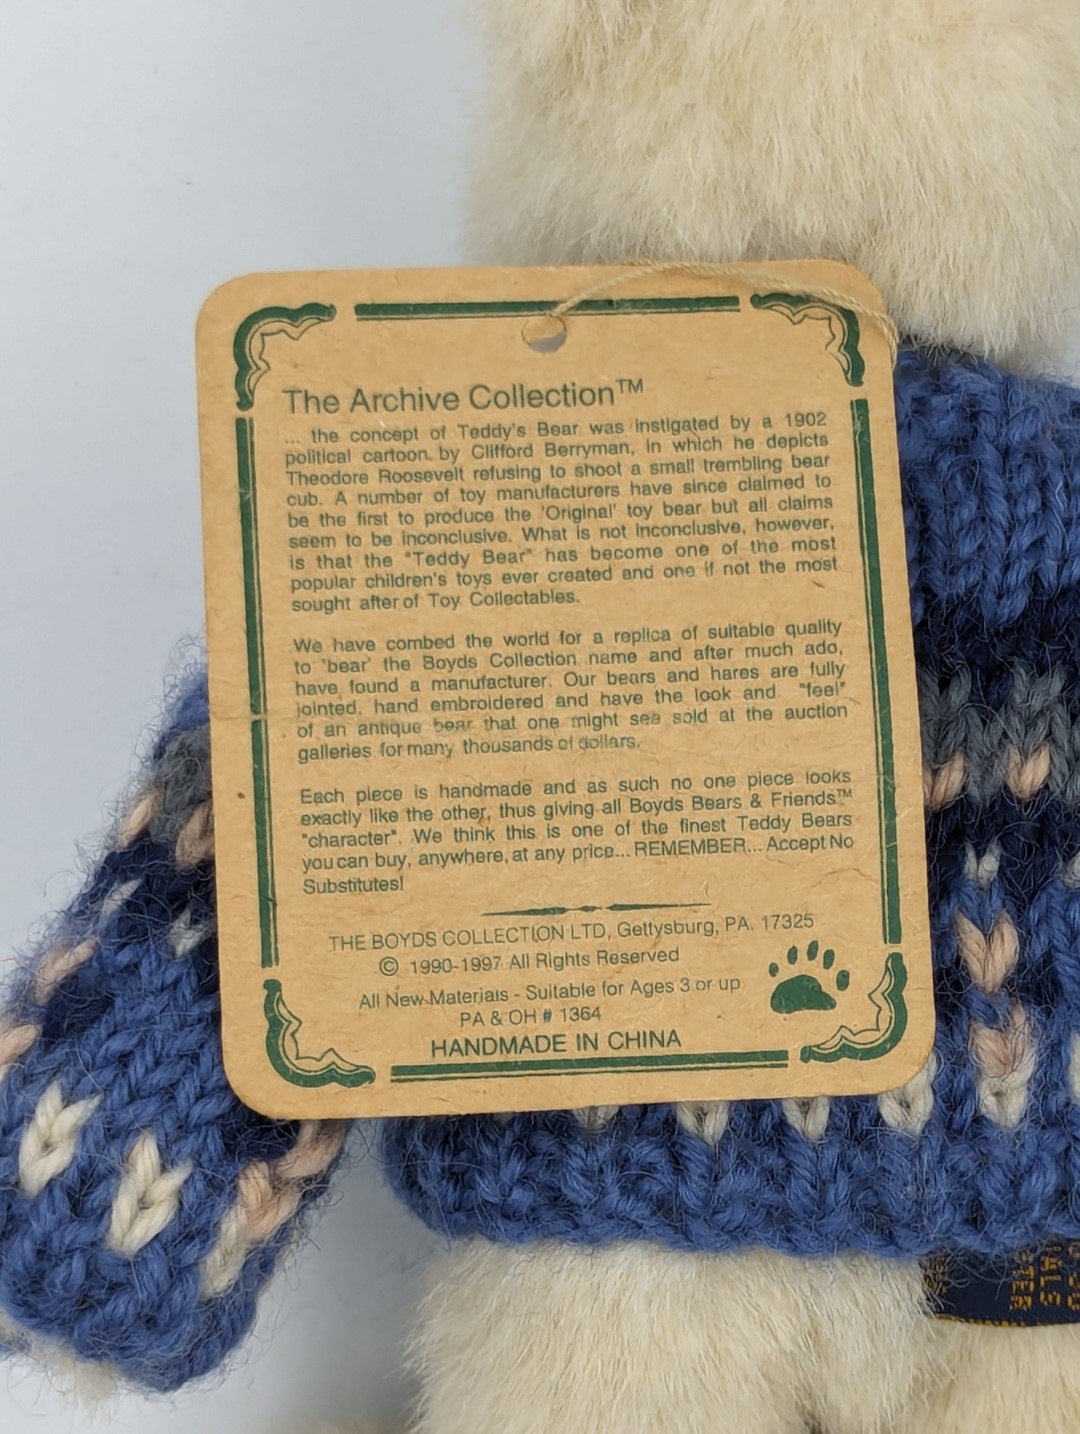 The Archive Collection™
... the concept of Teddy's Bear was instigated by a 1902
political cartoon by Clifford Berryman, in which he depicts
Theodore Roosevelt refusing to shoot a small trembling bear
cub. A number of toy manufacturers have since claimed to
be the first to produce the 'Original' toy bear but all claims
seem to be inconclusive. What is not inconclusive, however,
is that the "Teddy Bear" has become one of the most
popular children's toys ever created and one if not the most
sought after of Toy Collectables.
We have combed the world for a replica of suitable quality
to 'bear' the Boyds Collection name and after much ado,
have found a manufacturer. Our bears and hares are fully
jointed, hand embroidered and have the look and "feel"
of an antique bear that one might see sold at the auction
galleries for many thousands of dollars.
Each piece is handmade and as such no one piece looks
exactly like the other, thus giving all Boyds Bears & Friends™
"character". We think this is one of the finest Teddy Bears
you can buy, anywhere, at any price... REMEMBER... Accept No
Substitutes!
THE BOYDS COLLECTION LTD, Gettysburg, PA. 17325
© 1990-1997 All Rights Reserved
All New Materials - Suitable for Ages 3 or up
PA & OH # 1364
HANDMADE IN CHINA